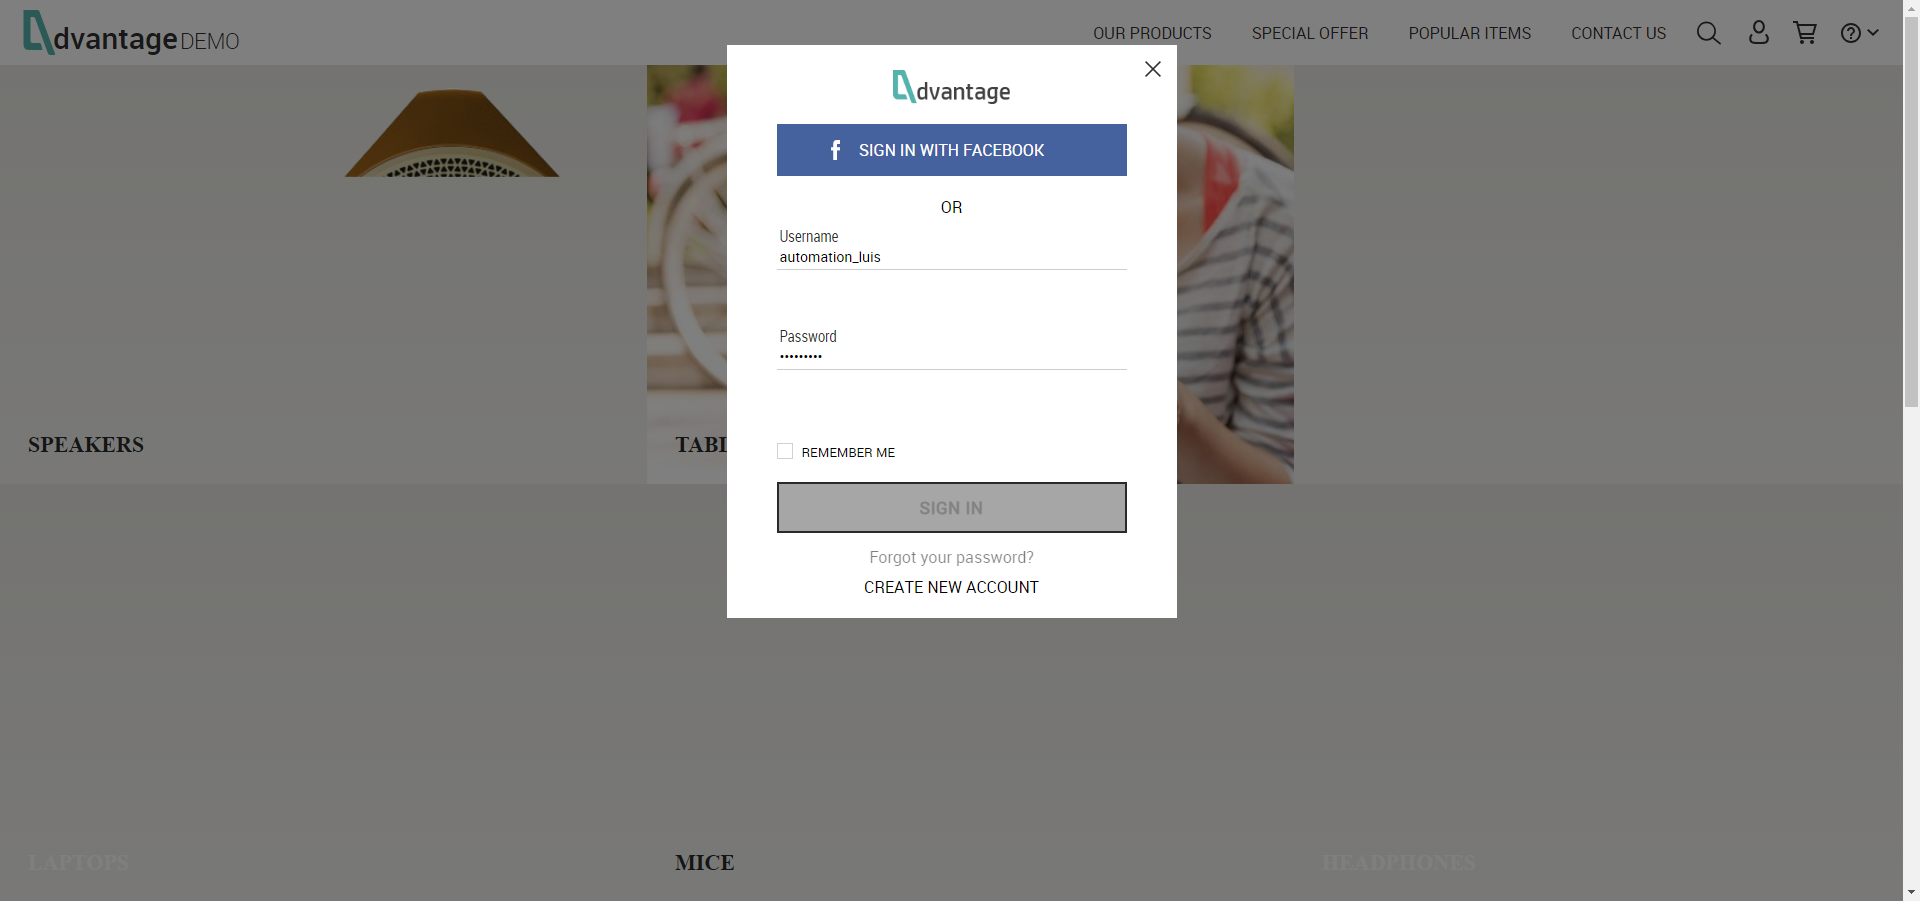 dvantage DEMO
OUR PRODUCTS
SPECIAL OFFER
POPULAR ITEMS
CONTACT US
dvantage
SIGN IN WITH FACEBOOK
OR
Username
automation_luis
Password
•••••••••
REMEMBER ME
SIGN IN
Forgot your password?
CREATE NEW ACCOUNT
SPEAKERS
TABL
LAPTOPS
MICE
HEADPHONES